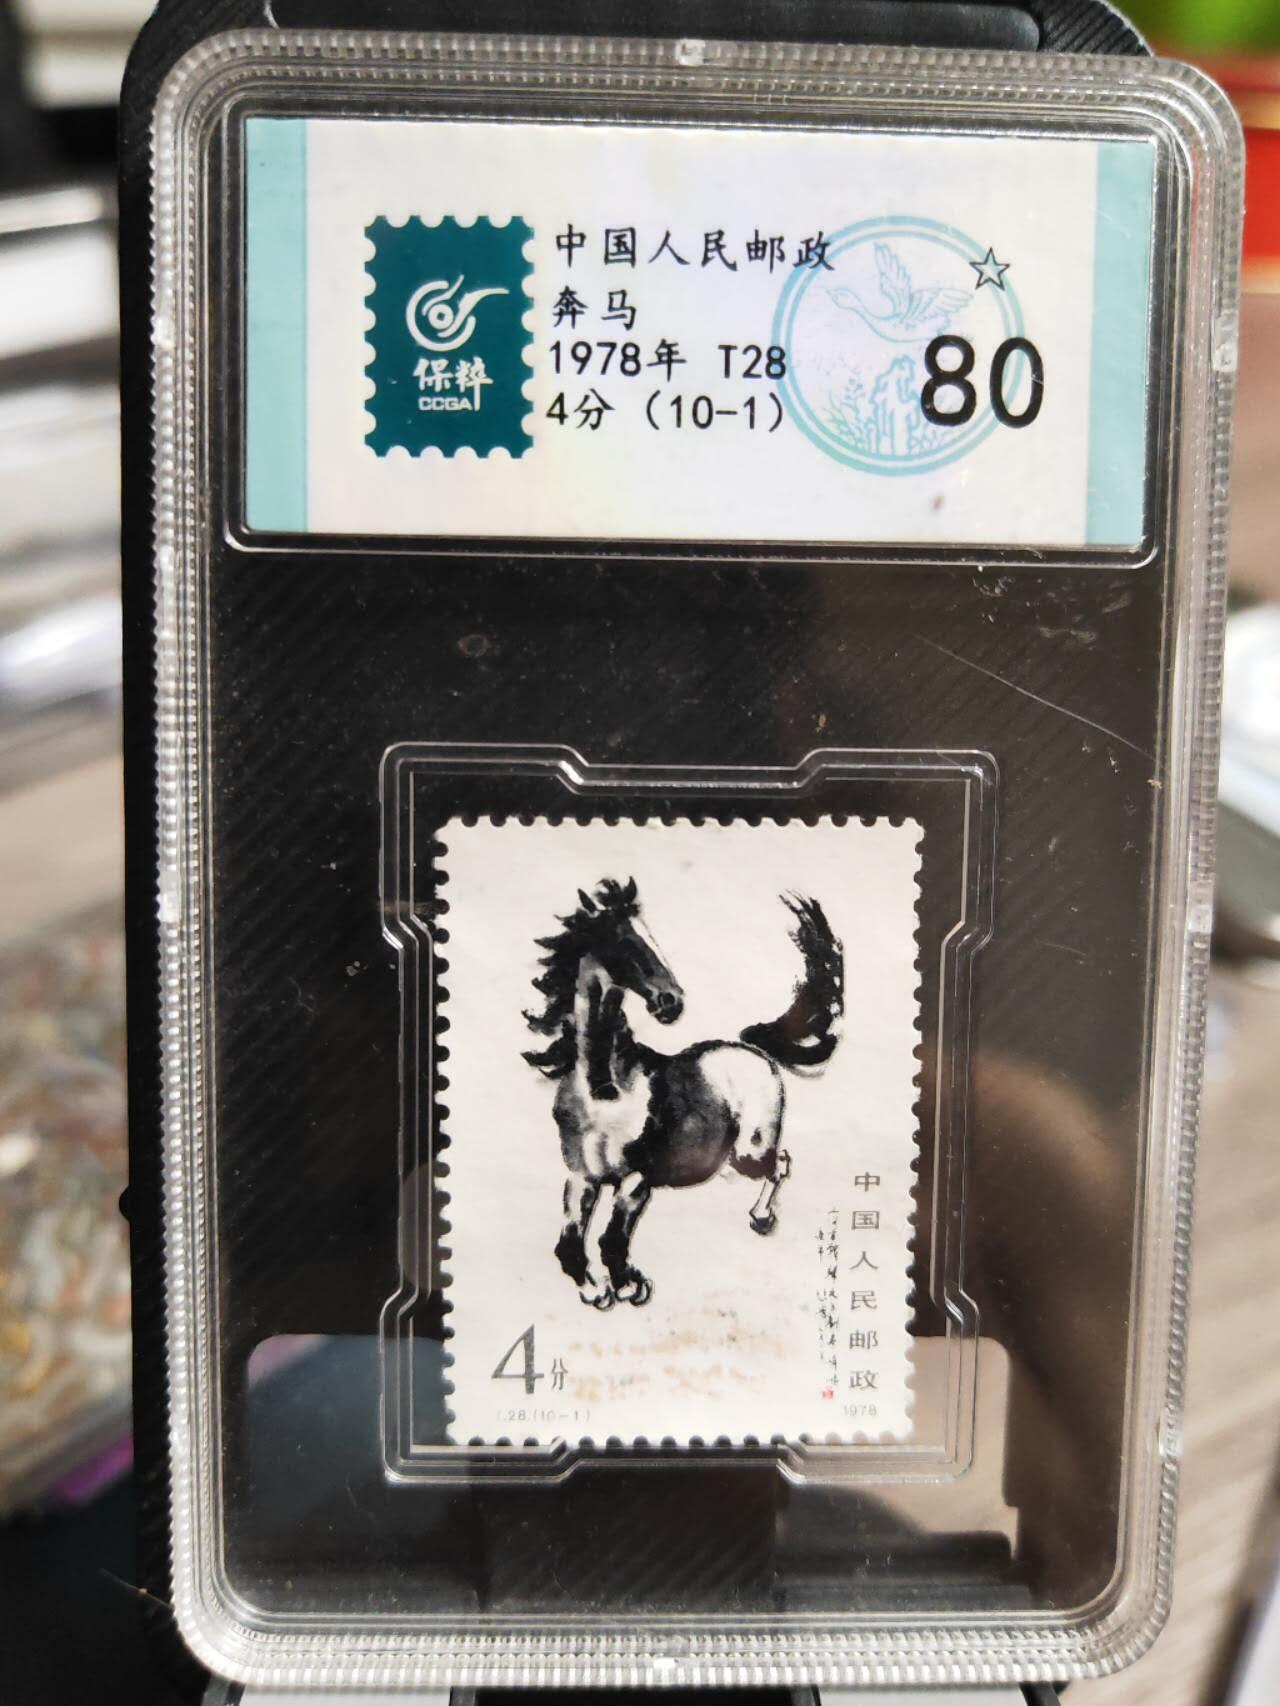 保粹
CCGA
中国人民邮政
奔马
1978年 T28
4分 (10-1)
80
中国人民邮政
4分
T.28.(10-1)
1978